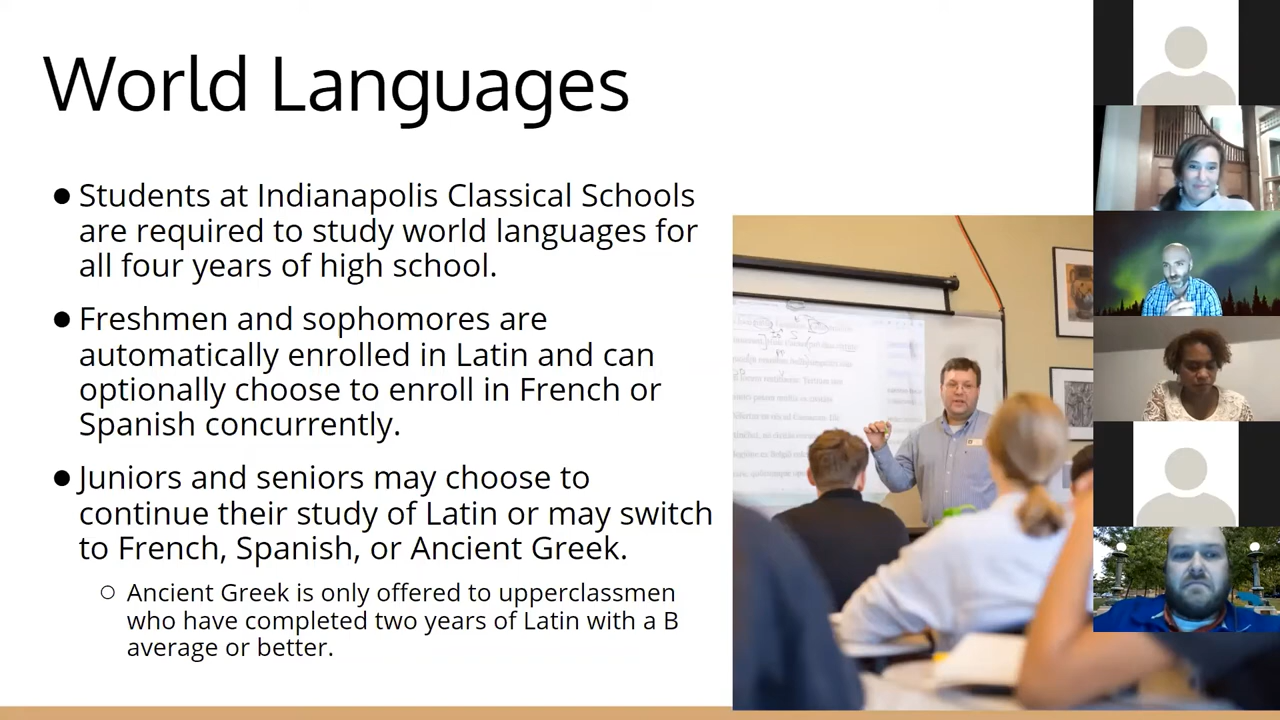 World Languages
● Students at Indianapolis Classical Schools
are required to study world languages for
all four years of high school.
● Freshmen and sophomores are
automatically enrolled in Latin and can
optionally choose to enroll in French or
Spanish concurrently.
● Juniors and seniors may choose to
continue their study of Latin or may switch
to French, Spanish, or Ancient Greek.
○ Ancient Greek is only offered to upperclassmen
who have completed two years of Latin with a B
average or better.